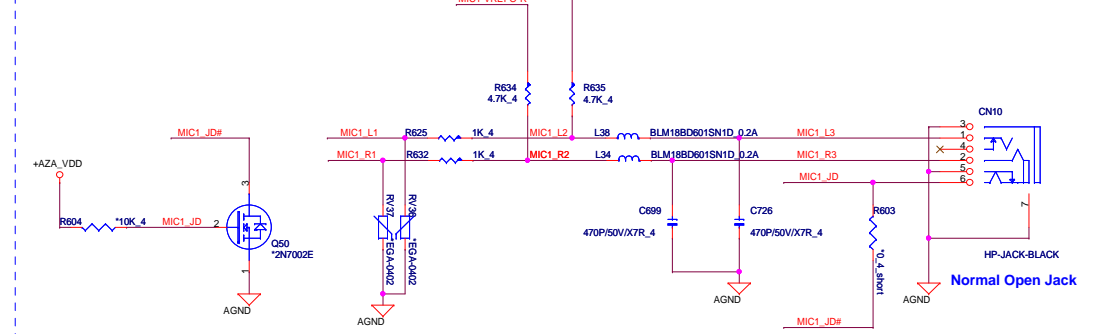 R634
4.7K_4
R635
4.7K_4
CN10
MIC1_JD#
MIC1_L1
R625
1K_4
MIC1_L2
L38
BLM18BD601SN1D_0.2A
MIC1_L3
3
1
4
2
5
6
+AZA_VDD
MIC1_R1
R632
1K_4
MIC1_R2
L34
BLM18BD601SN1D_0.2A
MIC1_R3
MIC1_JD
3
R604
*10K_4
MIC1_JD
2
Q50
*2N7002E
1
RV37
*EGA-0402
*EGA-0402
C699
470P/50V/X7R_4
C726
470P/50V/X7R_4
R603
*0_4_short
7
HP-JACK-BLACK
Normal Open Jack
AGND
AGND
AGND
AGND
MIC1_JD#